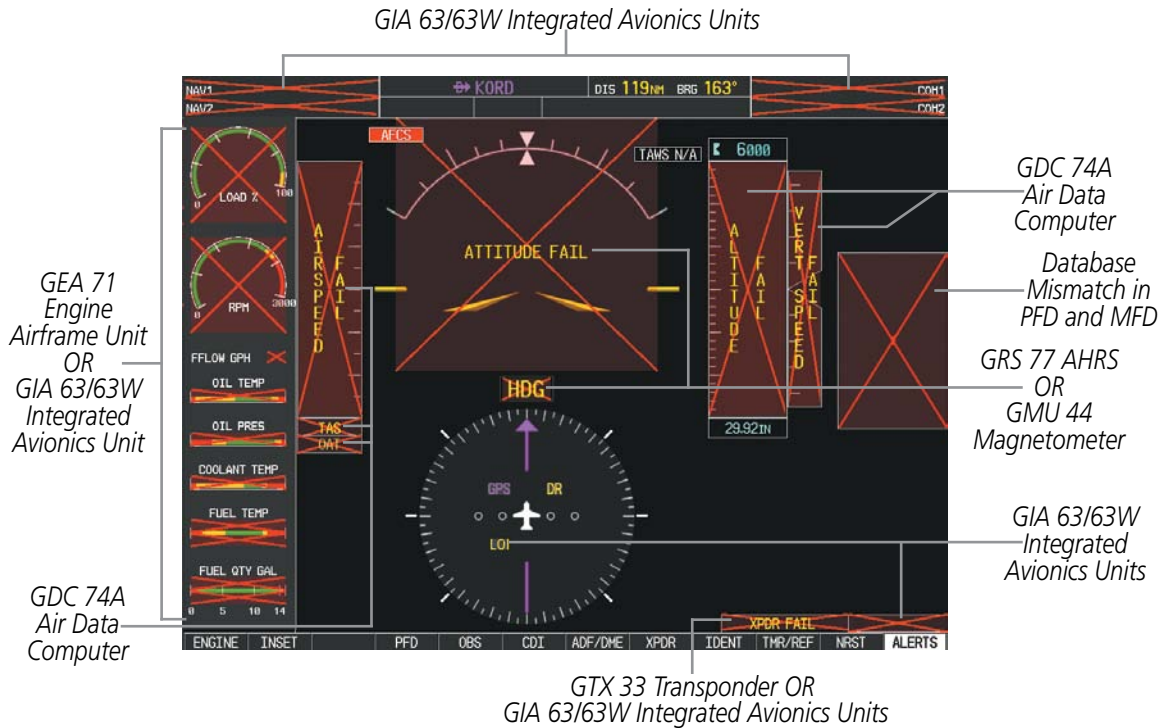 GIA 63/63W Integrated Avionics Units
NAV1
NAV2
KORD
DIS 119NM BRG 163°
COM1
COM2
AFCS
TAWS N/A
6000
LOAD %
0
100
RPM
0
3000
FFLOW GPH
OIL TEMP
OIL PRES
COOLANT TEMP
FUEL TEMP
FUEL QTY GAL
0 5 10 14
AIRSPEED FAIL
TAS
OAT
ATTITUDE FAIL
ALTITUDE FAIL
VERT SPEED FAIL
29.92IN
HDG
GPS
DR
LOI
XPDR FAIL
ENGINE INSET PFD OBS CDI ADF/DME XPDR IDENT TMR/REF NRST ALERTS
GEA 71
Engine
Airframe Unit
OR
GIA 63/63W
Integrated
Avionics Unit
GDC 74A
Air Data
Computer
GDC 74A
Air Data
Computer
Database
Mismatch in
PFD and MFD
GRS 77 AHRS
OR
GMU 44
Magnetometer
GIA 63/63W
Integrated
Avionics Units
GTX 33 Transponder OR
GIA 63/63W Integrated Avionics Units